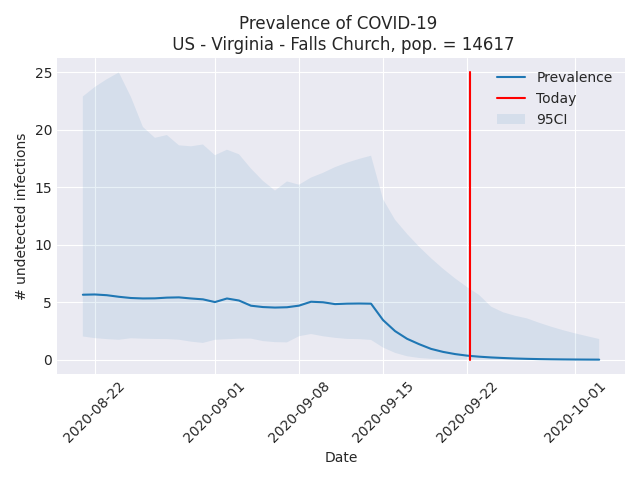 Prevalence of COVID-19
US - Virginia - Falls Church, pop. = 14617
25
20
15
10
5
0
# undetected infections
Prevalence
Today
95CI
2020-08-22
2020-09-01
2020-09-08
2020-09-15
2020-09-22
2020-10-01
Date